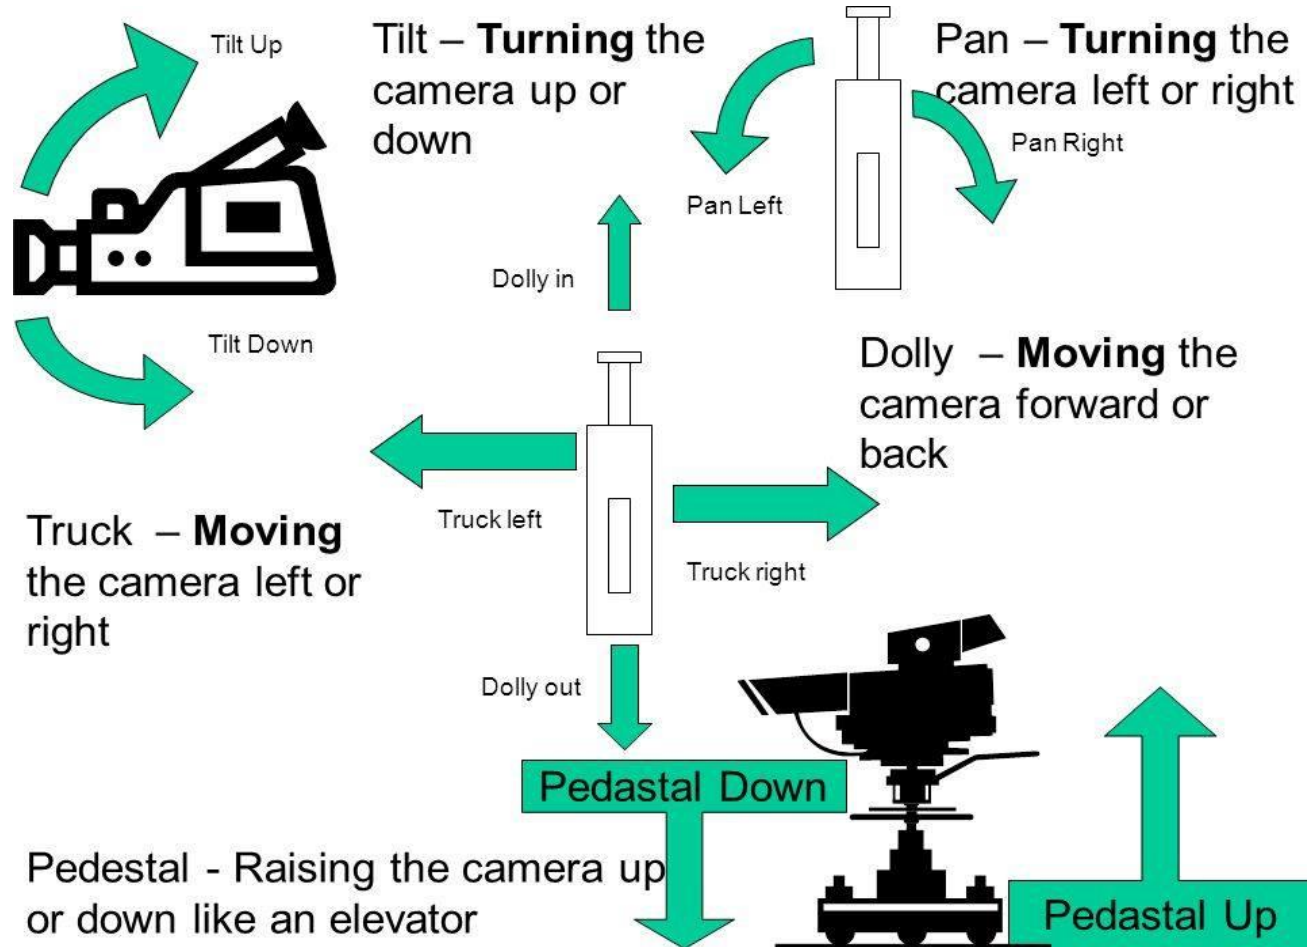 Tilt Up
Tilt – Turning the
camera up or
down
Pan – Turning the
camera left or right
Pan Right
Pan Left
Dolly in
Tilt Down
Dolly – Moving the
camera forward or
back
Truck left
Truck – Moving
the camera left or
right
Truck right
Dolly out
Pedastal Down
Pedestal - Raising the camera up
or down like an elevator
Pedastal Up